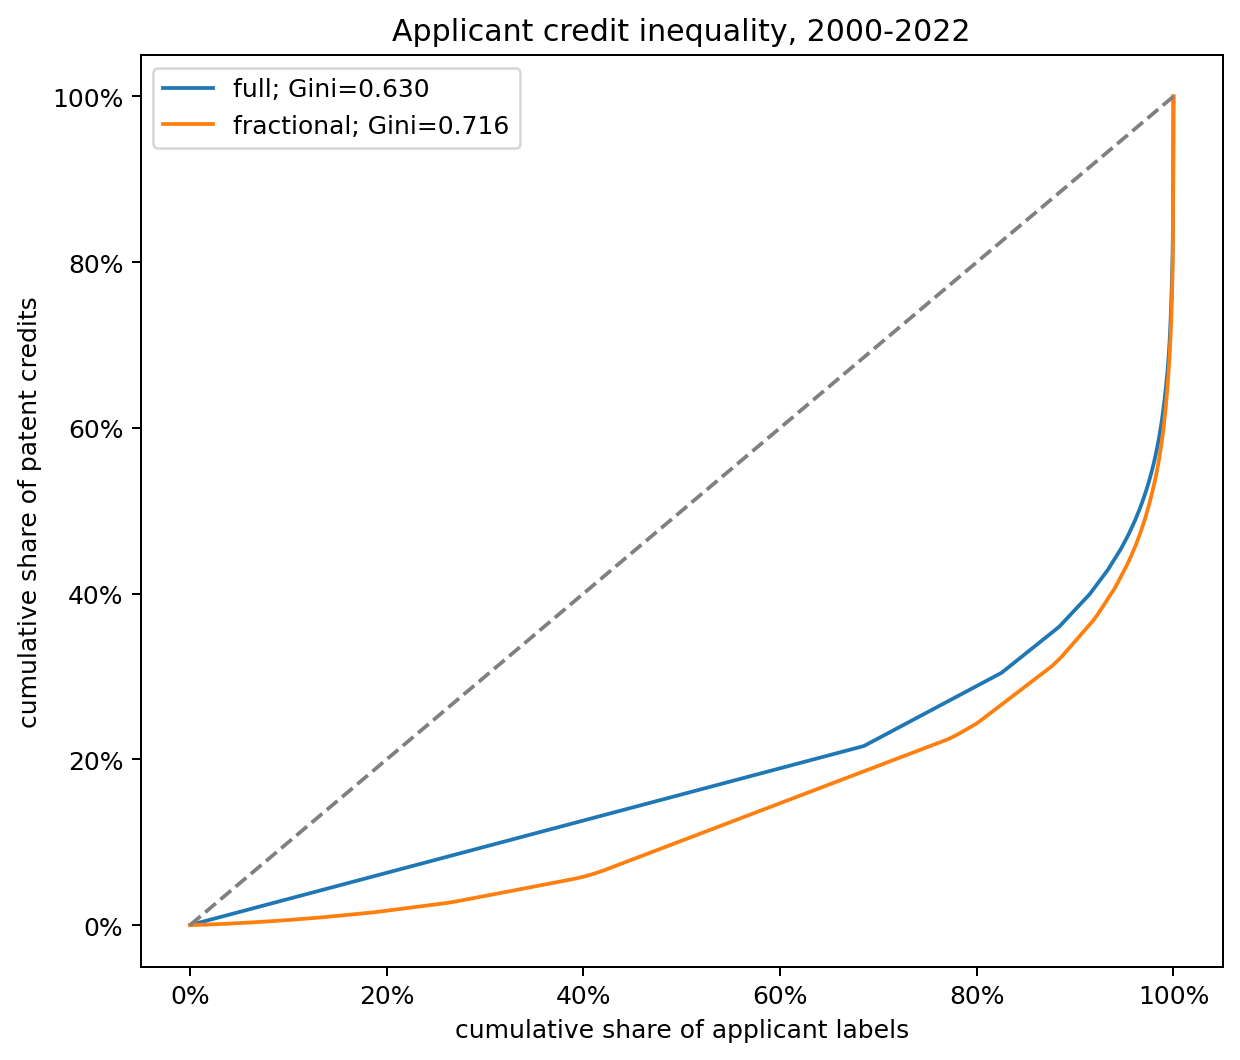 Applicant credit inequality, 2000-2022
full; Gini=0.630
fractional; Gini=0.716
100%
80%
60%
40%
20%
0%
cumulative share of patent credits
0%
20%
40%
60%
80%
100%
cumulative share of applicant labels